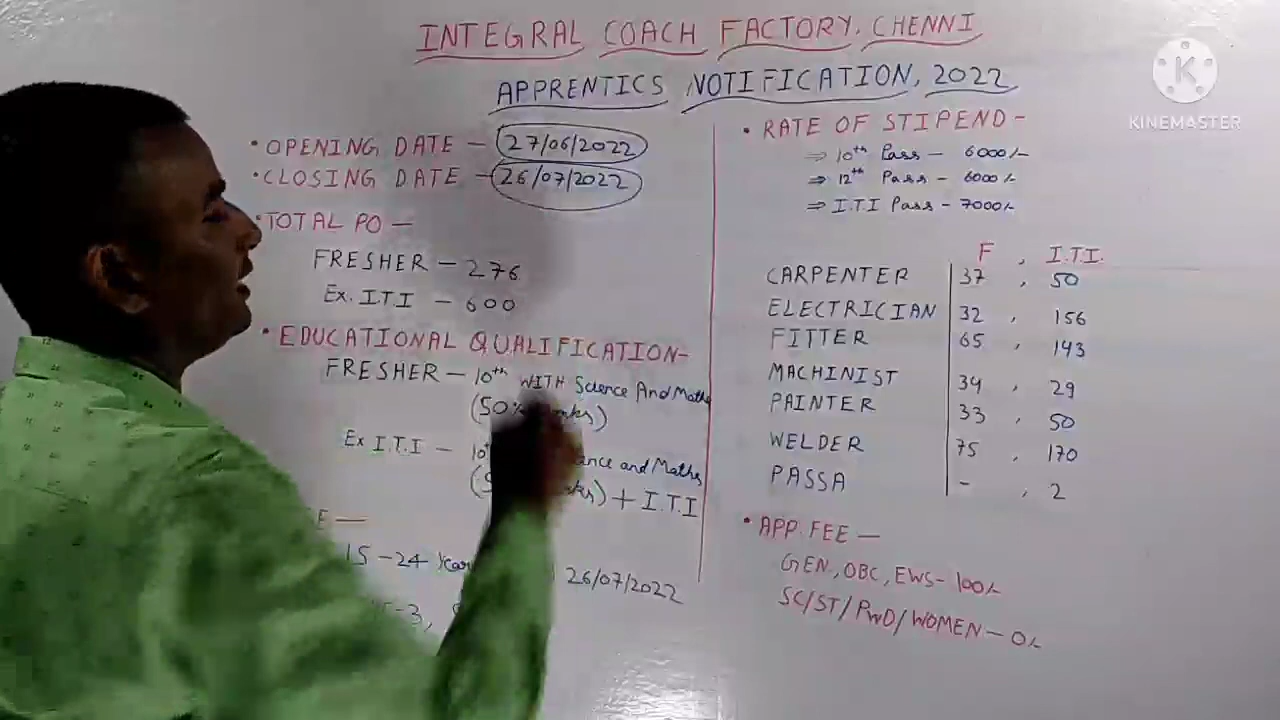 INTEGRAL COACH FACTORY, CHENNI
APPRENTICS NOTIFICATION, 2022
• OPENING DATE - 27/06/2022
• CLOSING DATE - 26/07/2022
• TOTAL PO -
FRESHER - 276
Ex. I.T.I - 600
• EDUCATIONAL QUALIFICATION-
FRESHER - 10th WITH Science And Maths
(50%
Ex I.T.I - and Maths
+ I.T.I
15-24 26/07/2022
• RATE OF STIPEND -
⇒ 10th Pass - 6000/-
⇒ 12th Pass - 6000/-
⇒ I.T.I Pass - 7000/-
F , I.T.I.
CARPENTER 37 , 50
ELECTRICIAN 32 , 156
FITTER 65 , 143
MACHINIST 34 , 29
PAINTER 33 , 50
WELDER 75 , 170
PASSA - , 2
• APP. FEE -
GEN, OBC, EWS- 100/-
SC/ST/PwD/WOMEN - 0/-
KINEMASTER